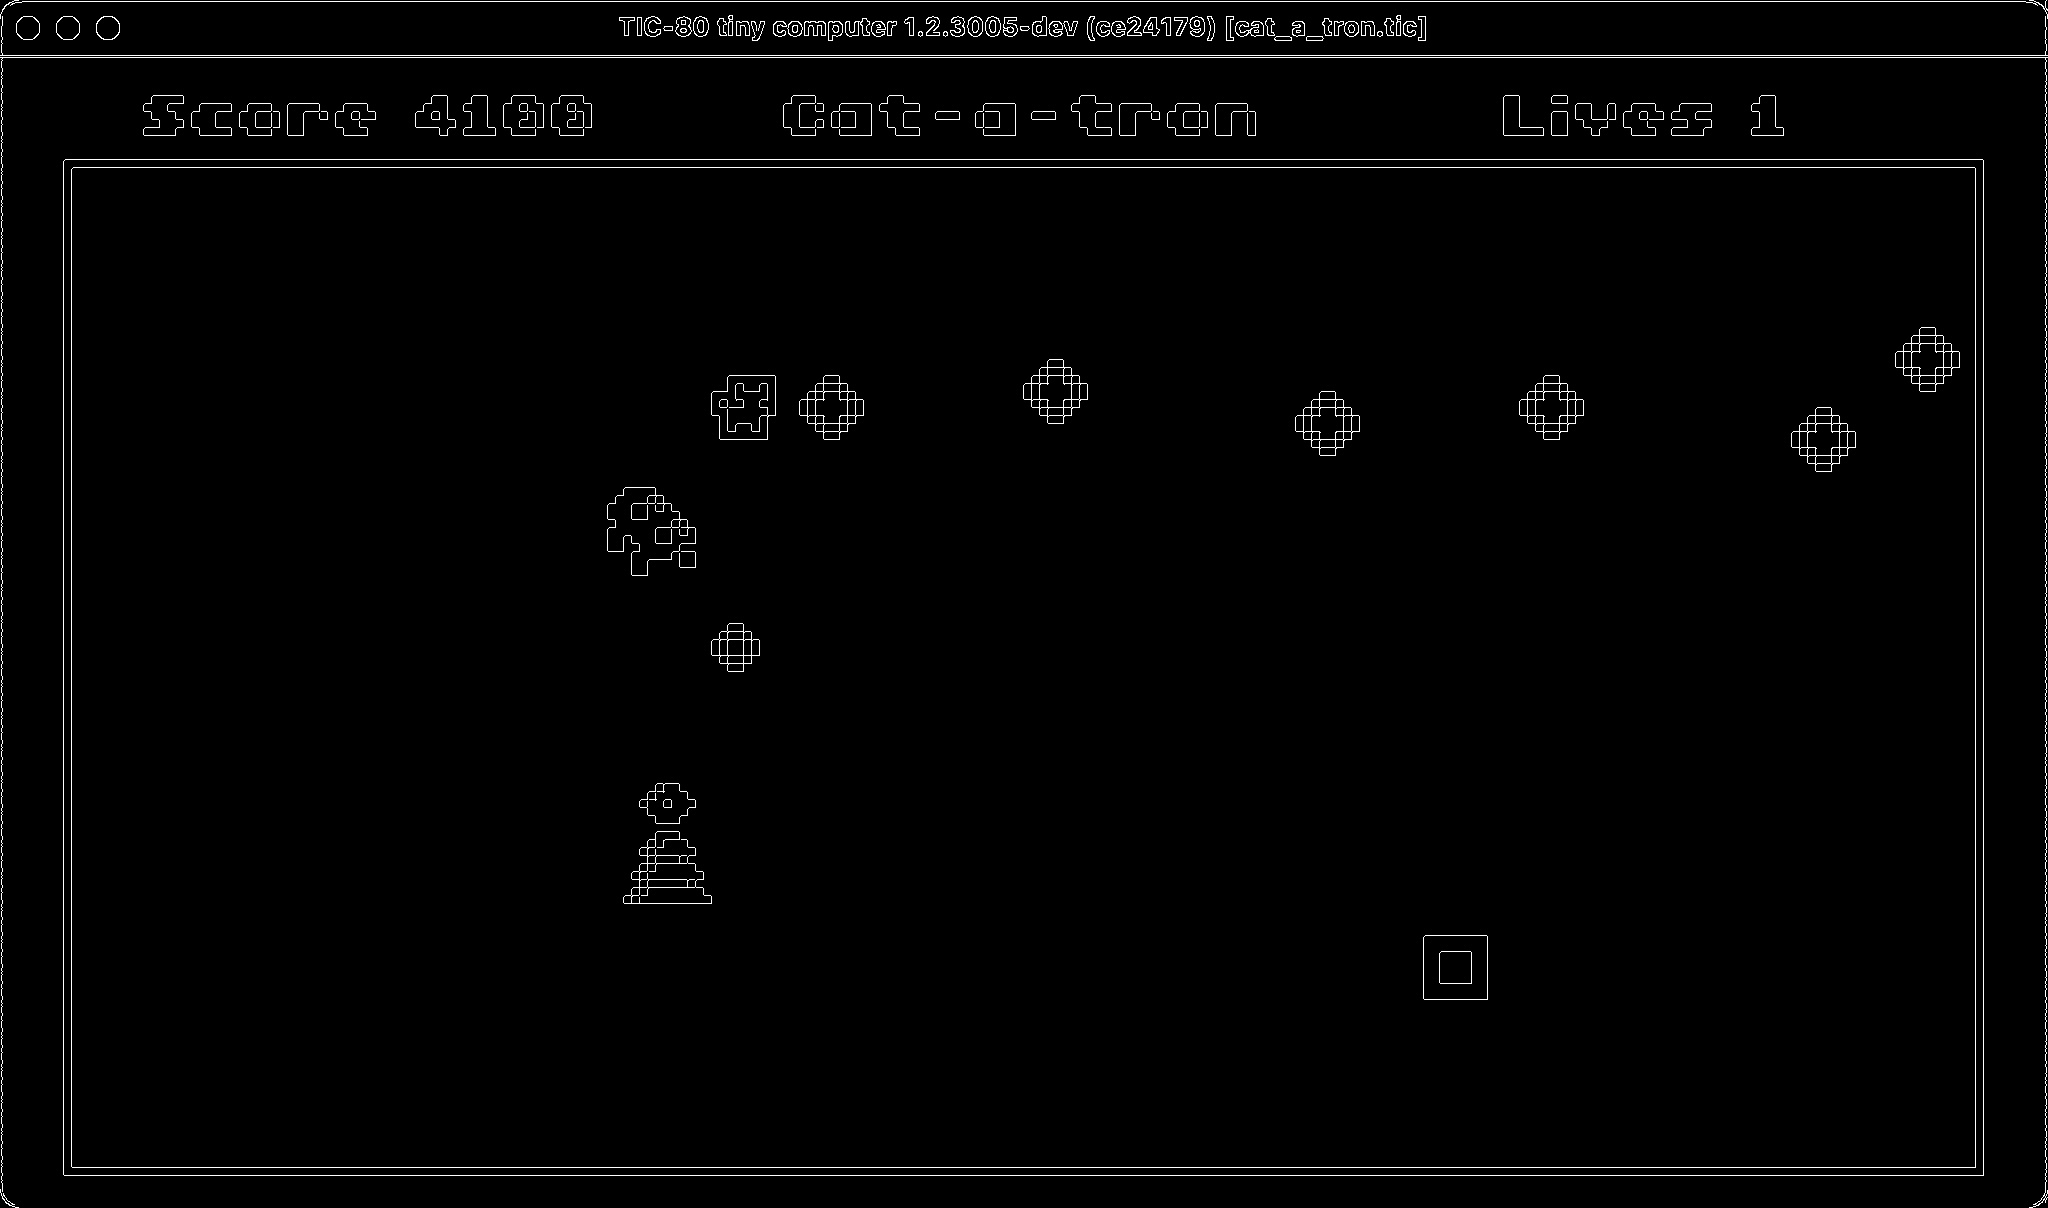 TIC-80 tiny computer 1.2.3005-dev (ce24179) [cat_a_tron.tic]
Score 4100 Cat-a-tron Lives 1